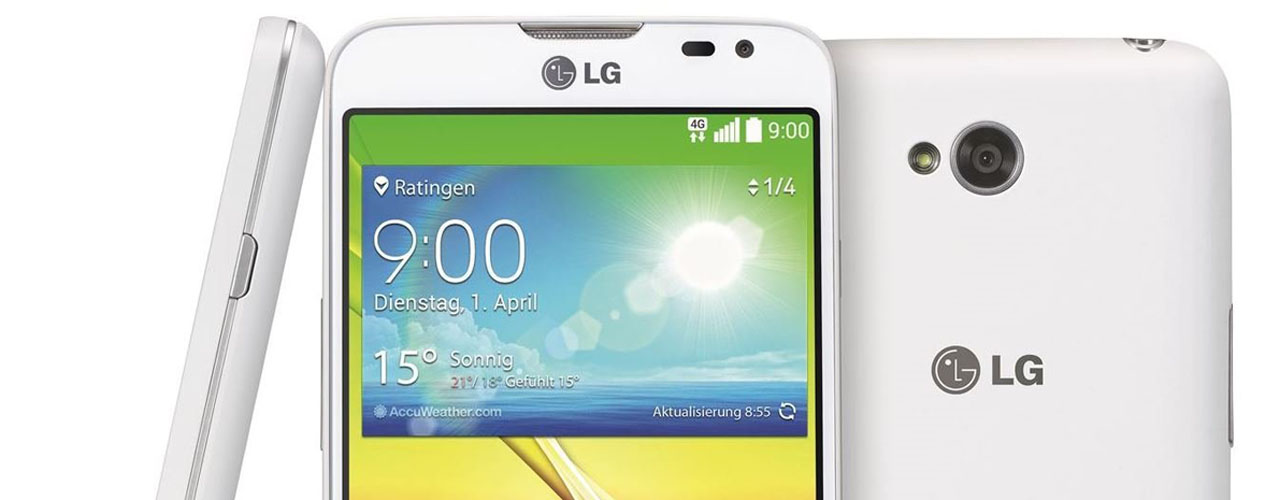 LG
4G 9:00
Ratingen 1/4
9:00
Dienstag, 1. April
15° Sonnig
21°/ 18° Gefühlt 15°
AccuWeather.com Aktualisierung 8:55
LG